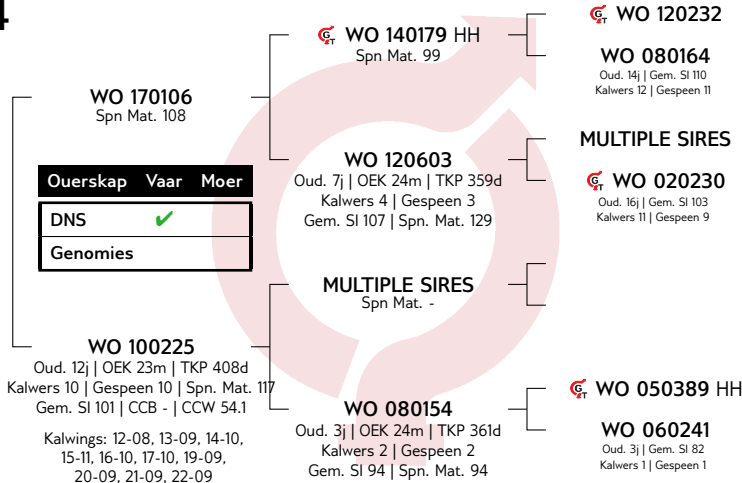 4
WO 170106
Spn Mat. 108
Ouerskap Vaar Moer
DNS ✔
Genomies
WO 100225
Oud. 12j | OEK 23m | TKP 408d
Kalwers 10 | Gespeen 10 | Spn. Mat. 117
Gem. SI 101 | CCB - | CCW 54.1
Kalwings: 12-08, 13-09, 14-10,
15-11, 16-10, 17-10, 19-09,
20-09, 21-09, 22-09
GT WO 140179 HH
Spn Mat. 99
WO 120603
Oud. 7j | OEK 24m | TKP 359d
Kalwers 4 | Gespeen 3
Gem. SI 107 | Spn. Mat. 129
MULTIPLE SIRES
Spn Mat. -
WO 080154
Oud. 3j | OEK 24m | TKP 361d
Kalwers 2 | Gespeen 2
Gem. SI 94 | Spn. Mat. 94
GT WO 120232
WO 080164
Oud. 14j | Gem. SI 110
Kalwers 12 | Gespeen 11
MULTIPLE SIRES
GT WO 020230
Oud. 16j | Gem. SI 103
Kalwers 11 | Gespeen 9
GT WO 050389 HH
WO 060241
Oud. 3j | Gem. SI 82
Kalwers 1 | Gespeen 1